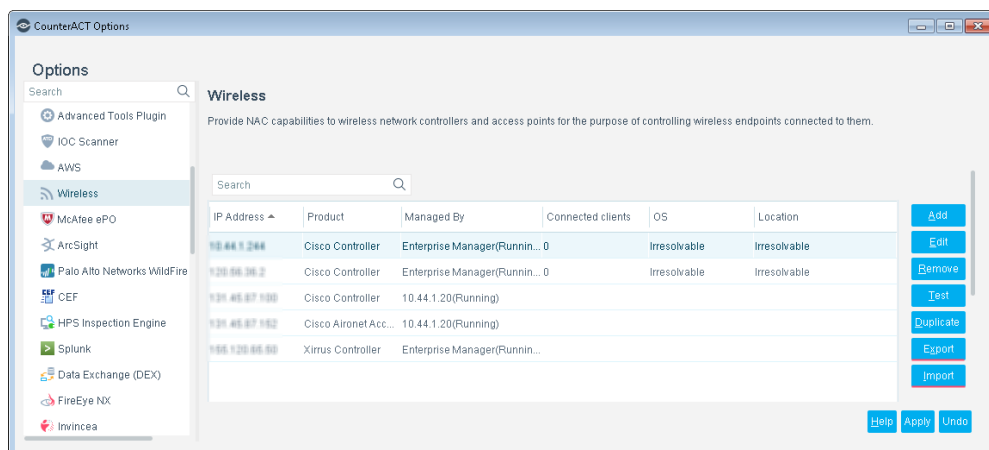 CounterACT Options
Options
Search
Advanced Tools Plugin
IOC Scanner
AWS
Wireless
McAfee ePO
ArcSight
Palo Alto Networks WildFire
CEF
HPS Inspection Engine
Splunk
Data Exchange (DEX)
FireEye NX
Invincea
Wireless
Provide NAC capabilities to wireless network controllers and access points for the purpose of controlling wireless endpoints connected to them.
Search
IP Address Product Managed By Connected clients OS Location
Cisco Controller Enterprise Manager(Runnin... 0 Irresolvable Irresolvable
Cisco Controller Enterprise Manager(Runnin... 0 Irresolvable Irresolvable
Cisco Controller 10.44.1.20(Running)
Cisco Aironet Acc... 10.44.1.20(Running)
Xirrus Controller Enterprise Manager(Runnin...
Add
Edit
Remove
Test
Duplicate
Export
Import
Help Apply Undo